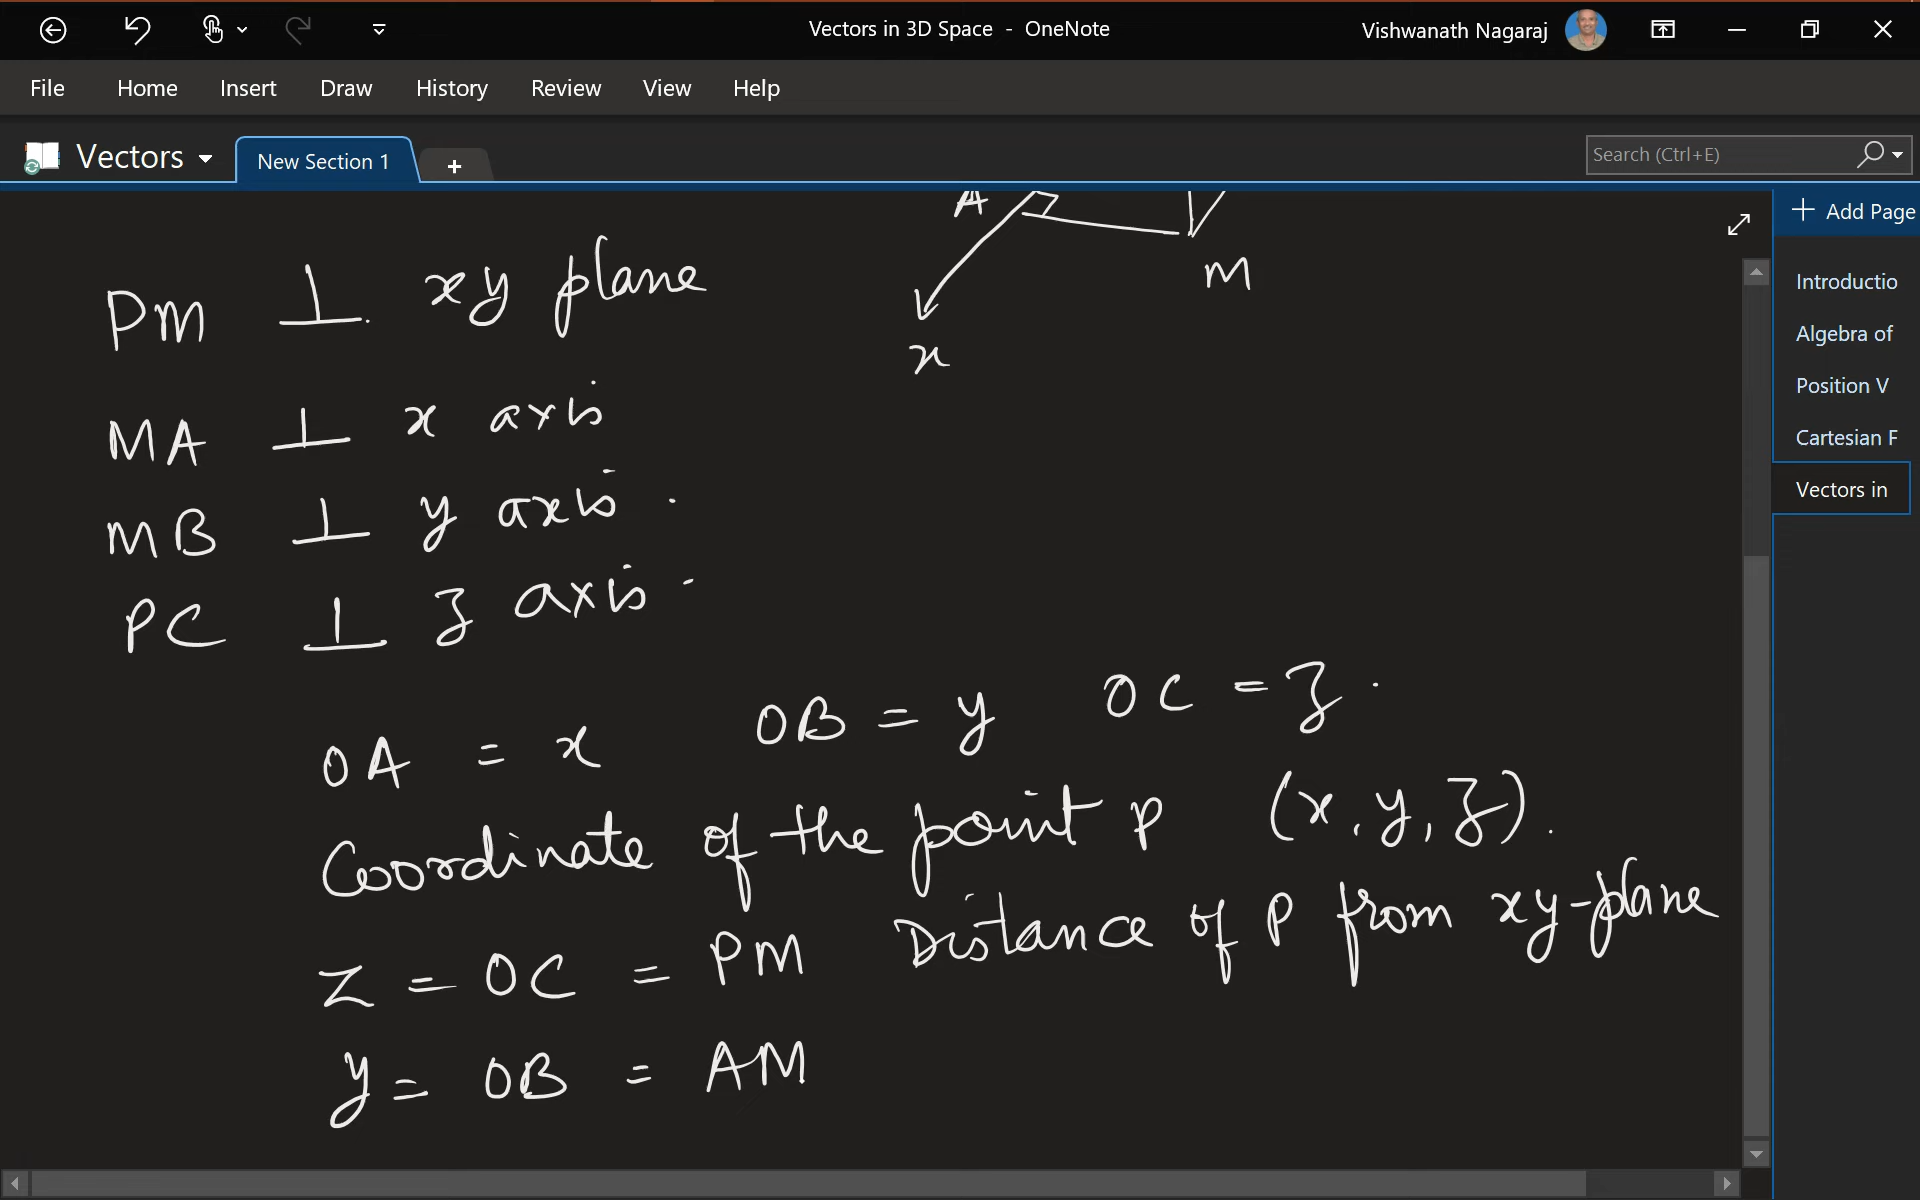 Vectors in 3D Space - OneNote
Vishwanath Nagaraj
File Home Insert Draw History Review View Help
Vectors
New Section 1
+
Search (Ctrl+E)
Add Page
Introductio
Algebra of
Position V
Cartesian F
Vectors in
A
M
x
PM ⊥ xy plane
MA ⊥ x axis
MB ⊥ y axis.
PC ⊥ z axis.
OA = x OB = y OC = z.
Coordinate of the point P (x, y, z).
z = OC = PM Distance of P from xy-plane
y = OB = AM